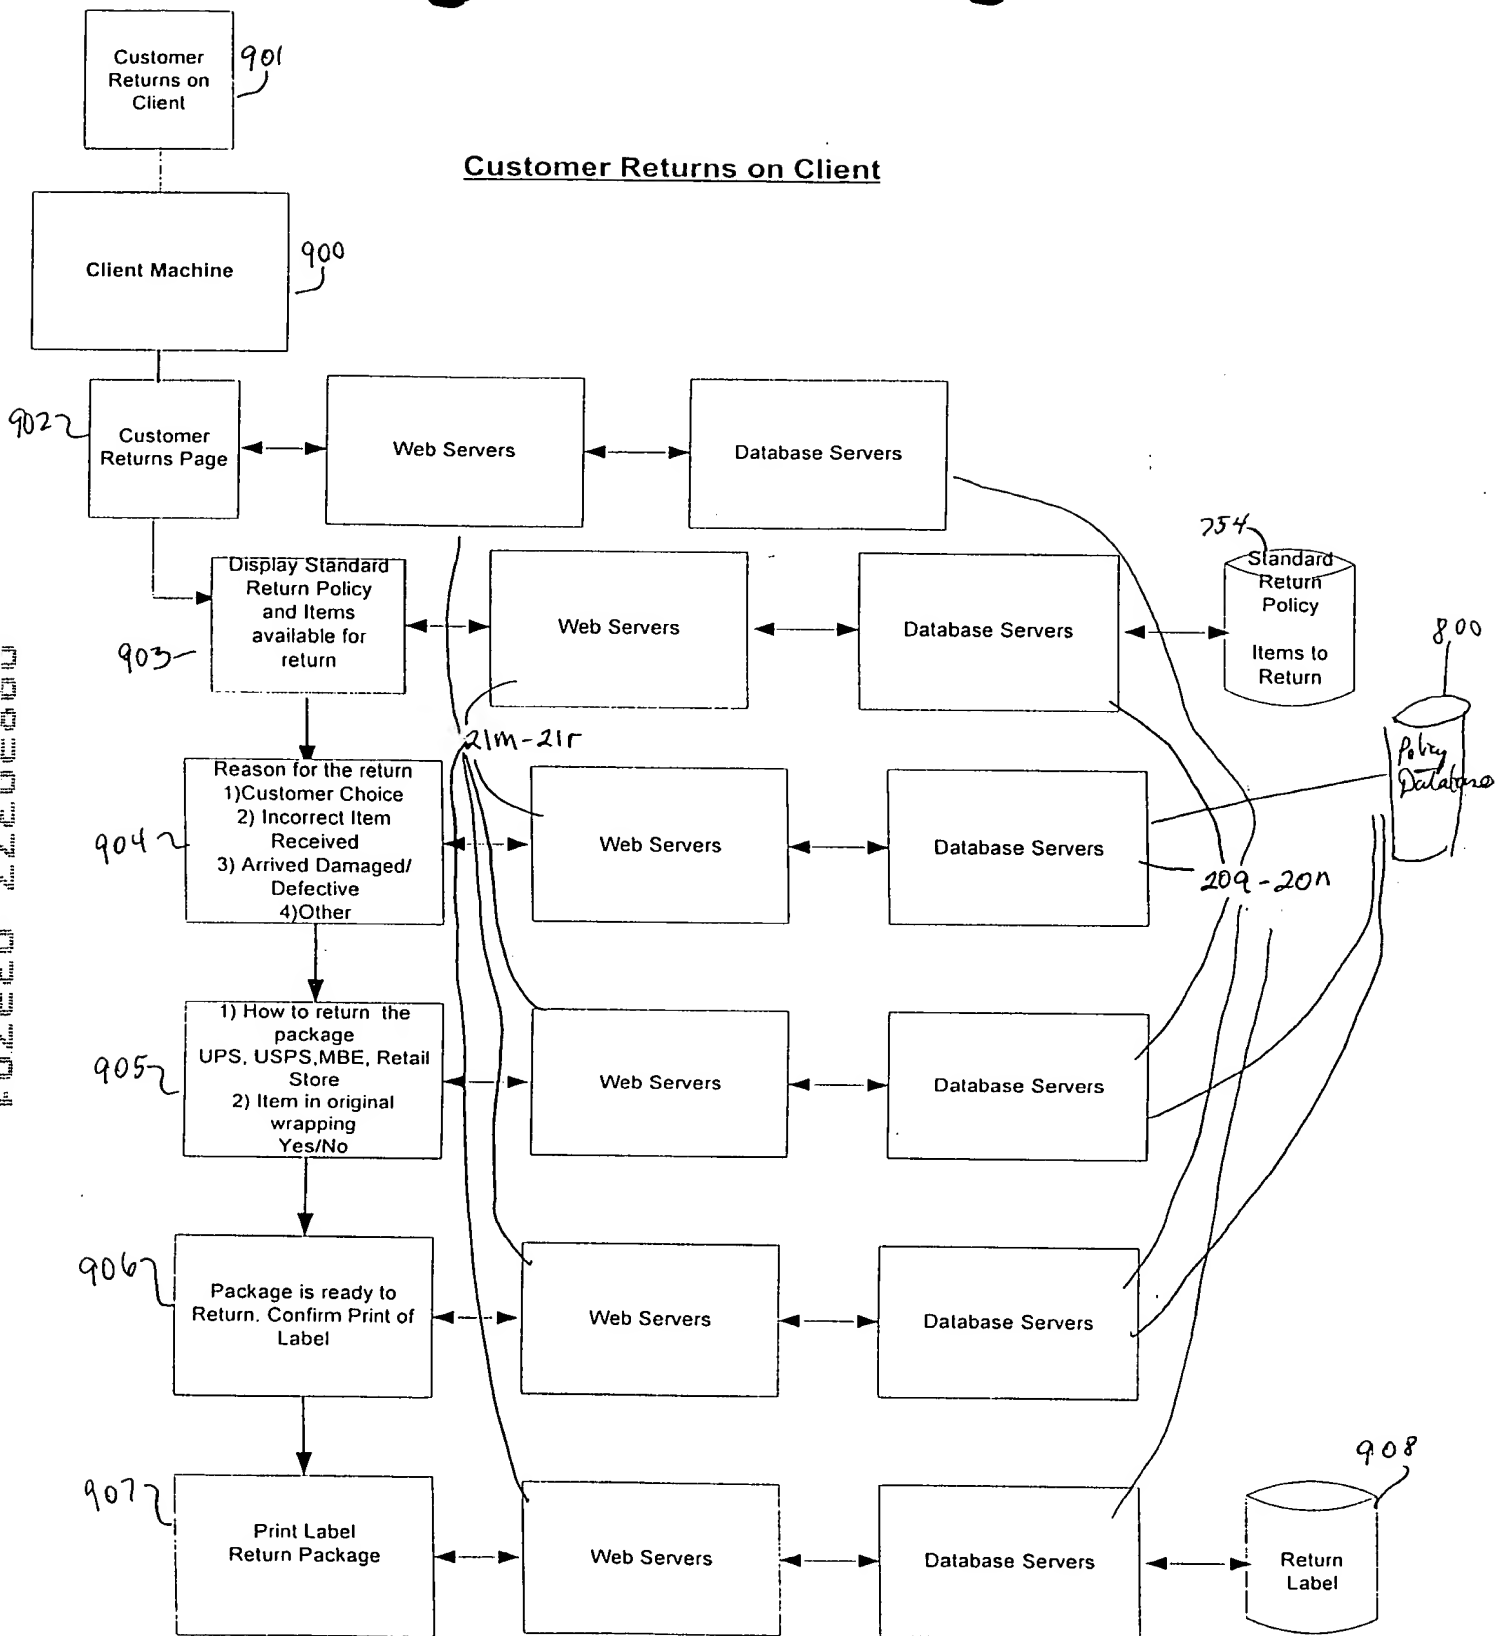 Customer
Returns on
Client
901
Customer Returns on Client
Client Machine
900
902
Customer
Returns Page
Web Servers
Database Servers
903
Display Standard
Return Policy
and Items
available for
return
Web Servers
Database Servers
754
Standard
Return
Policy
Items to
Return
800
Policy
Database
21m-21r
904
Reason for the return
1)Customer Choice
2) Incorrect Item
Received
3) Arrived Damaged/
Defective
4)Other
Web Servers
Database Servers
20q-20n
905
1) How to return the
package
UPS, USPS,MBE, Retail
Store
2) Item in original
wrapping
Yes/No
Web Servers
Database Servers
906
Package is ready to
Return. Confirm Print of
Label
Web Servers
Database Servers
907
Print Label
Return Package
Web Servers
Database Servers
908
Return
Label